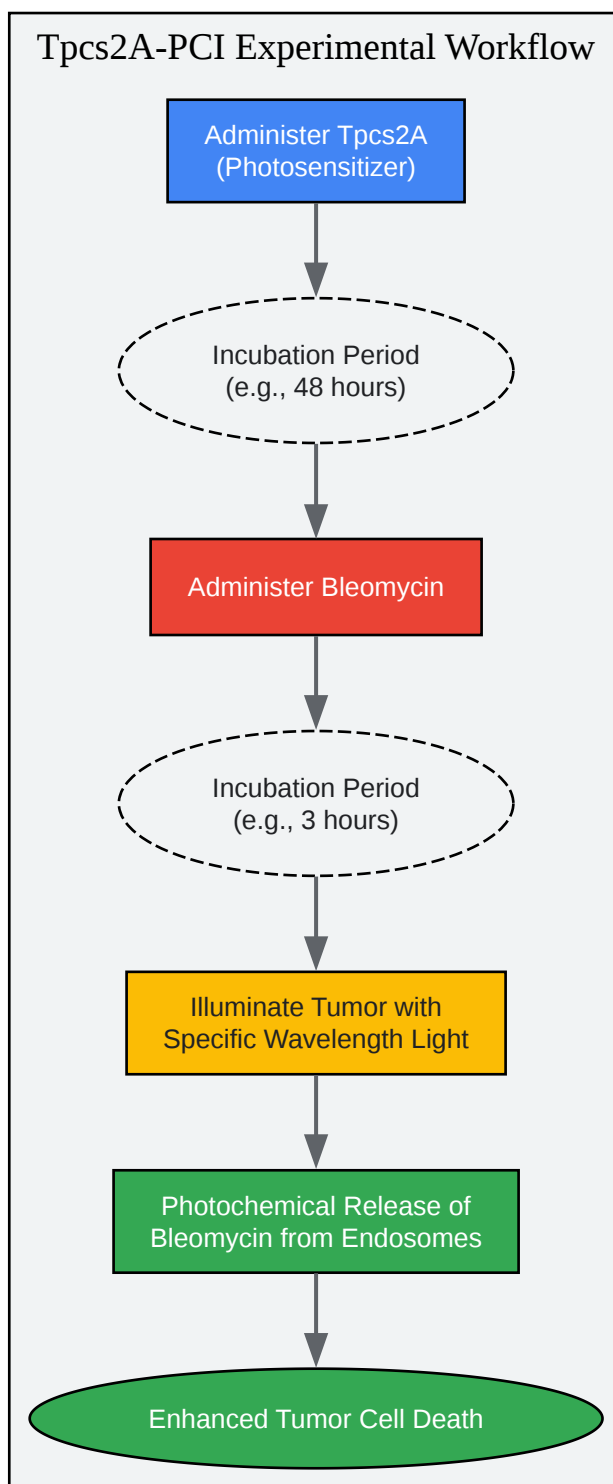 Tpcs2A-PCI Experimental Workflow
Administer Tpcs2A
(Photosensitizer)
Incubation Period
(e.g., 48 hours)
Administer Bleomycin
Incubation Period
(e.g., 3 hours)
Illuminate Tumor with
Specific Wavelength Light
Photochemical Release of
Bleomycin from Endosomes
Enhanced Tumor Cell Death